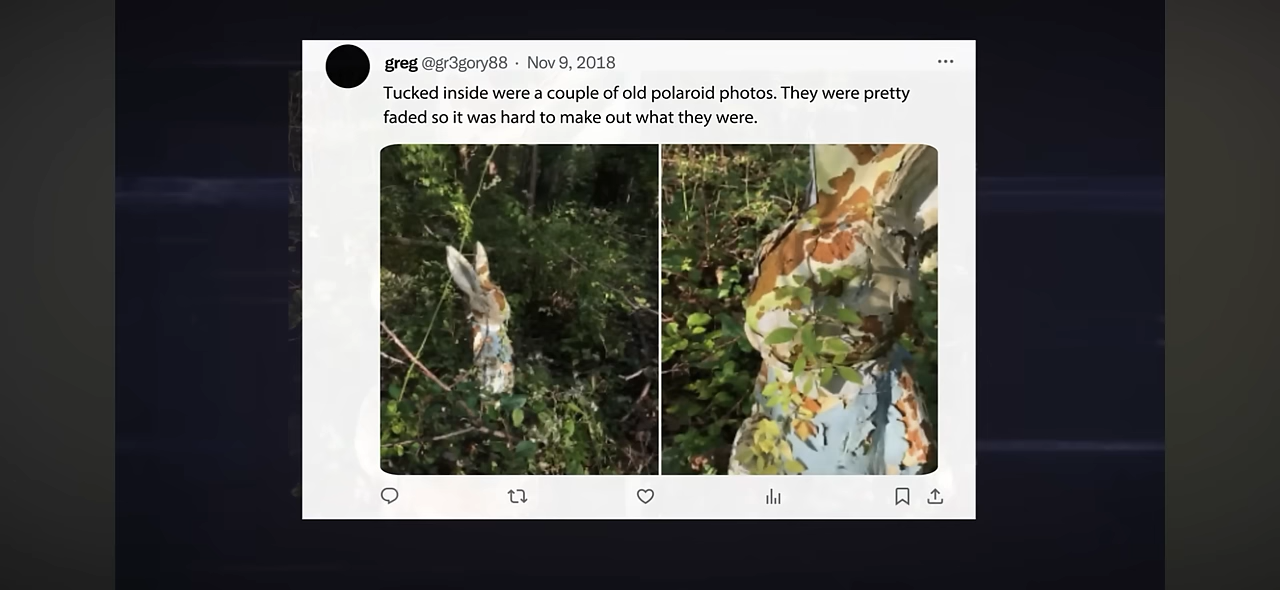 greg @gr3gory88 · Nov 9, 2018
Tucked inside were a couple of old polaroid photos. They were pretty
faded so it was hard to make out what they were.